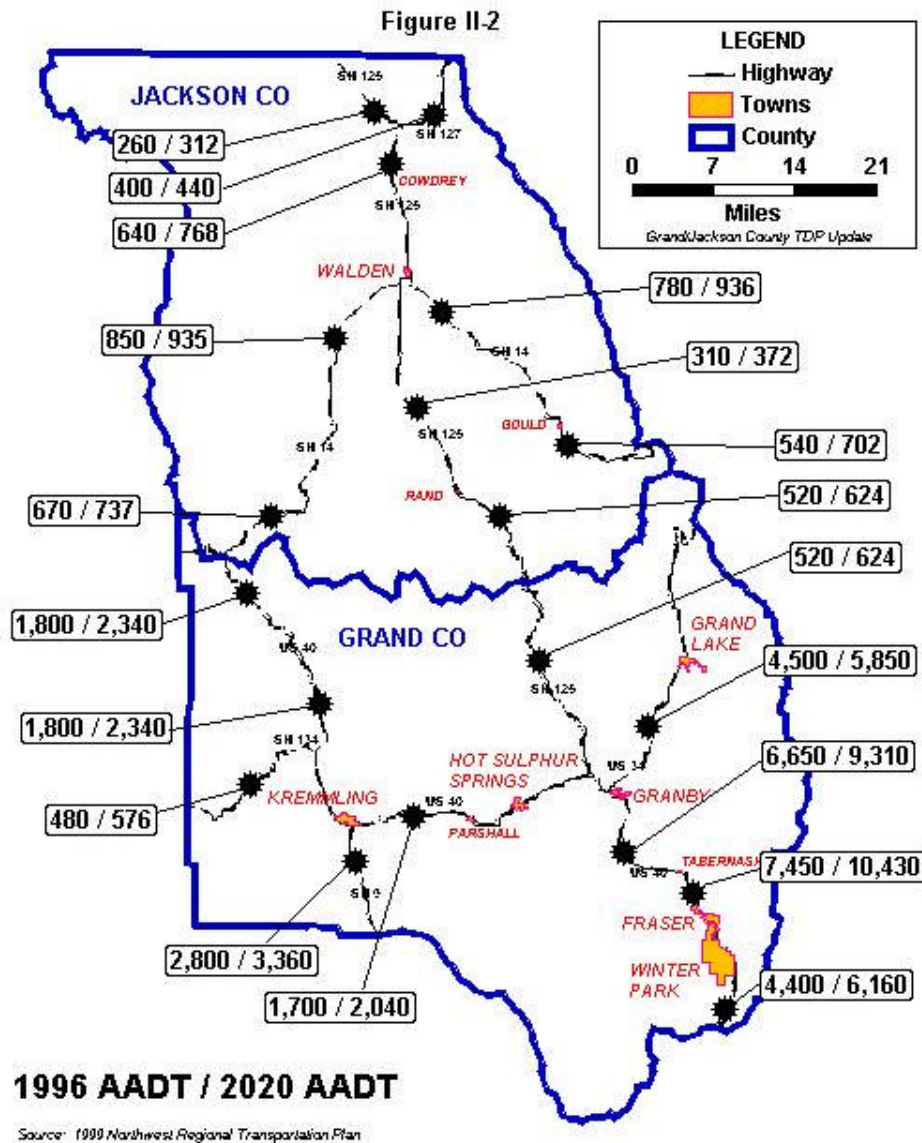 Figure II-2
LEGEND
Highway
Towns
County
0 7 14 21
Miles
Grand/Jackson County TDP Update
JACKSON CO
SH 125
SH 127
260 / 312
400 / 440
640 / 768
COWDREY
SH 125
WALDEN
780 / 936
850 / 935
SH 14
310 / 372
SH 125
GOULD
SH 14
540 / 702
RAND
670 / 737
520 / 624
520 / 624
1,800 / 2,340
GRAND CO
GRAND
LAKE
US 40
4,500 / 5,850
SH 125
1,800 / 2,340
SH 134
HOT SULPHUR
SPRINGS
6,650 / 9,310
US 34
480 / 576
KREMMLING
US 40
GRANBY
PARSHALL
TABERNASH
US 40
7,450 / 10,430
SH 9
FRASER
2,800 / 3,360
WINTER
PARK
1,700 / 2,040
4,400 / 6,160
1996 AADT / 2020 AADT
Source: 1999 Northwest Regional Transportation Plan